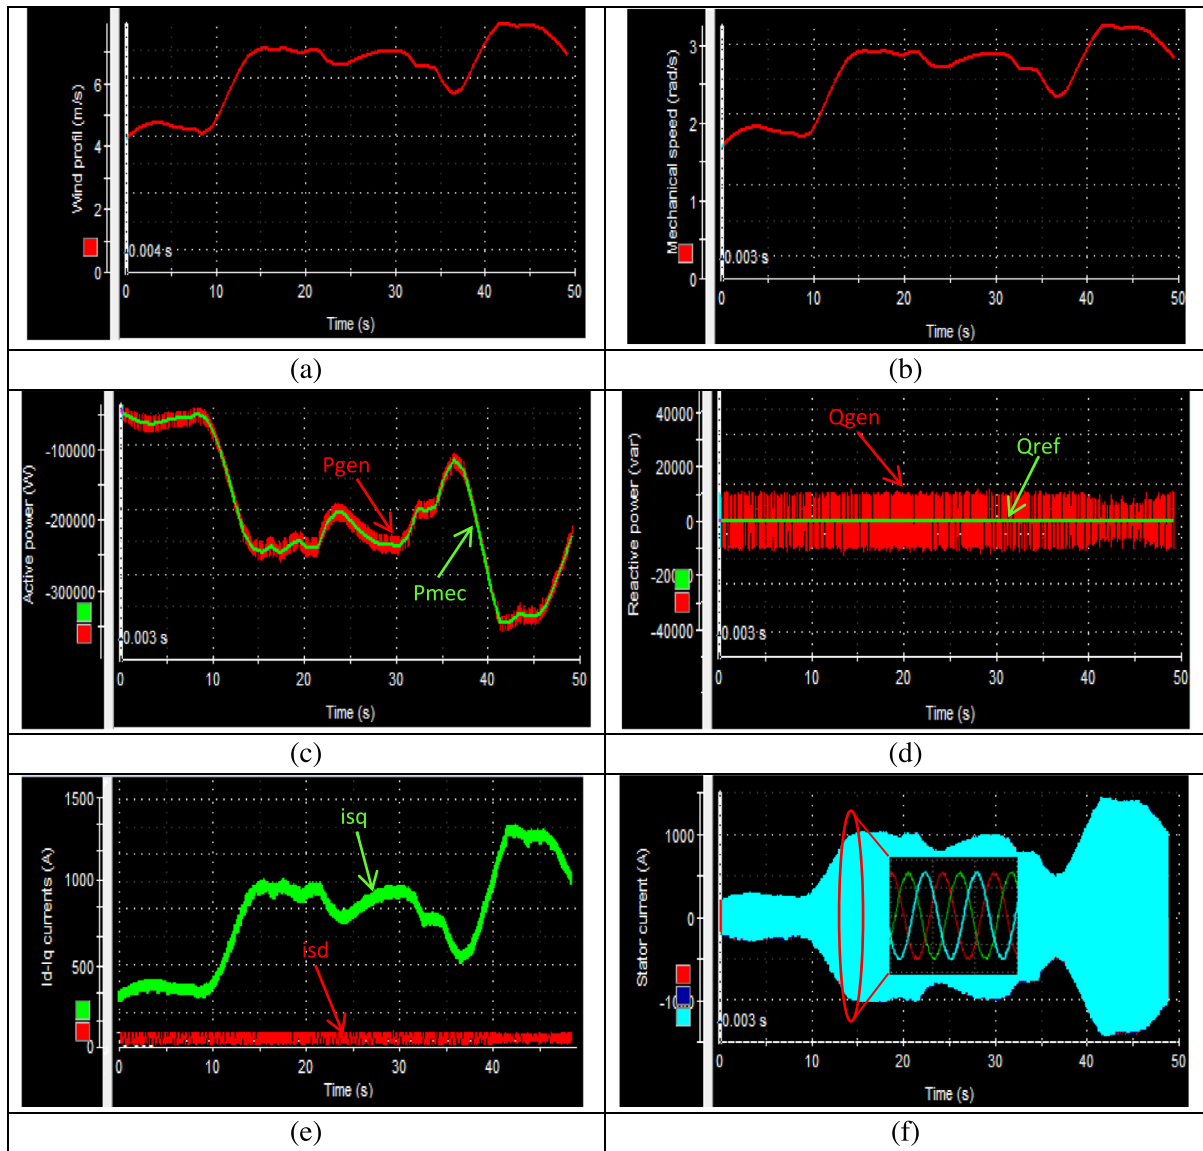 Wind profil (m/s)
6
4
2
0
0.004 s
0 10 20 30 40 50
Time (s)
(a)
Mechanical speed (rad/s)
3
2
1
0
0.003 s
0 10 20 30 40 50
Time (s)
(b)
Active power (W)
-100000
-200000
-300000
Pgen
Pmec
0.003 s
0 10 20 30 40 50
Time (s)
(c)
Reactive power (var)
40000
20000
0
-20000
-40000
Qgen
Qref
0.003 s
0 10 20 30 40 50
Time (s)
(d)
Id-Iq currents (A)
1500
1000
500
0
isq
isd
0 10 20 30 40
Time (s)
(e)
Stator current (A)
1000
0
-1000
0.003 s
0 10 20 30 40 50
Time (s)
(f)